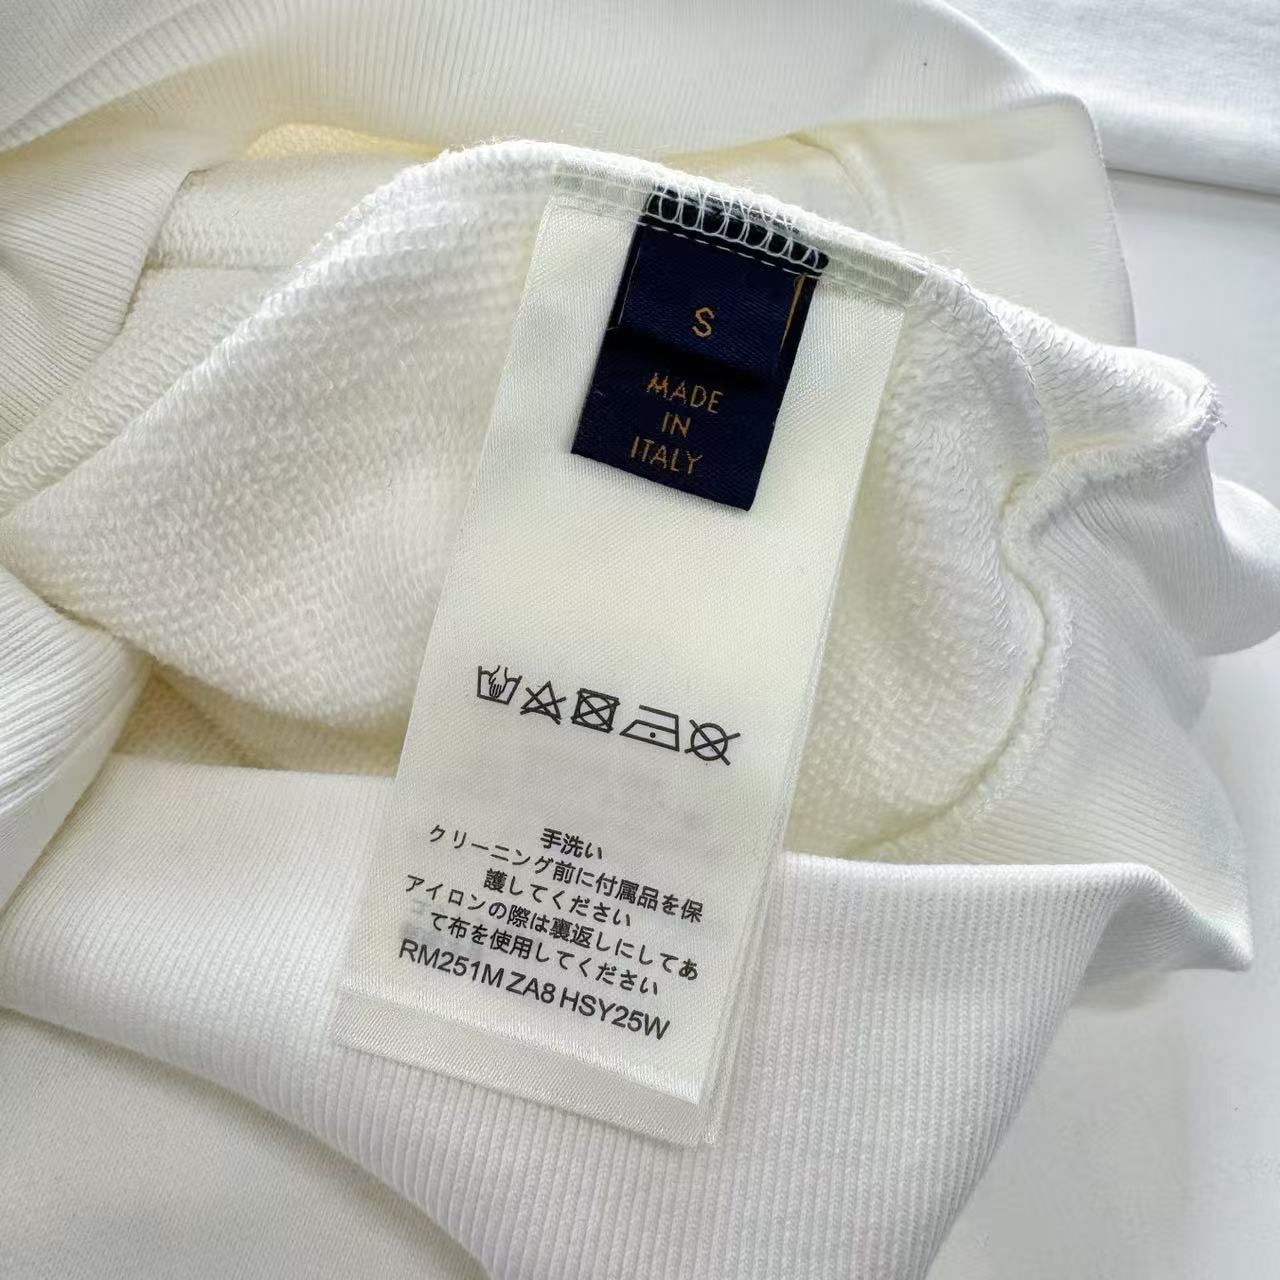 S
MADE
IN
ITALY
手洗い
クリーニング前に付属品を保
護してください
アイロンの際は裏返しにしてあ
て布を使用してください
RM251M ZA8 HSY25W